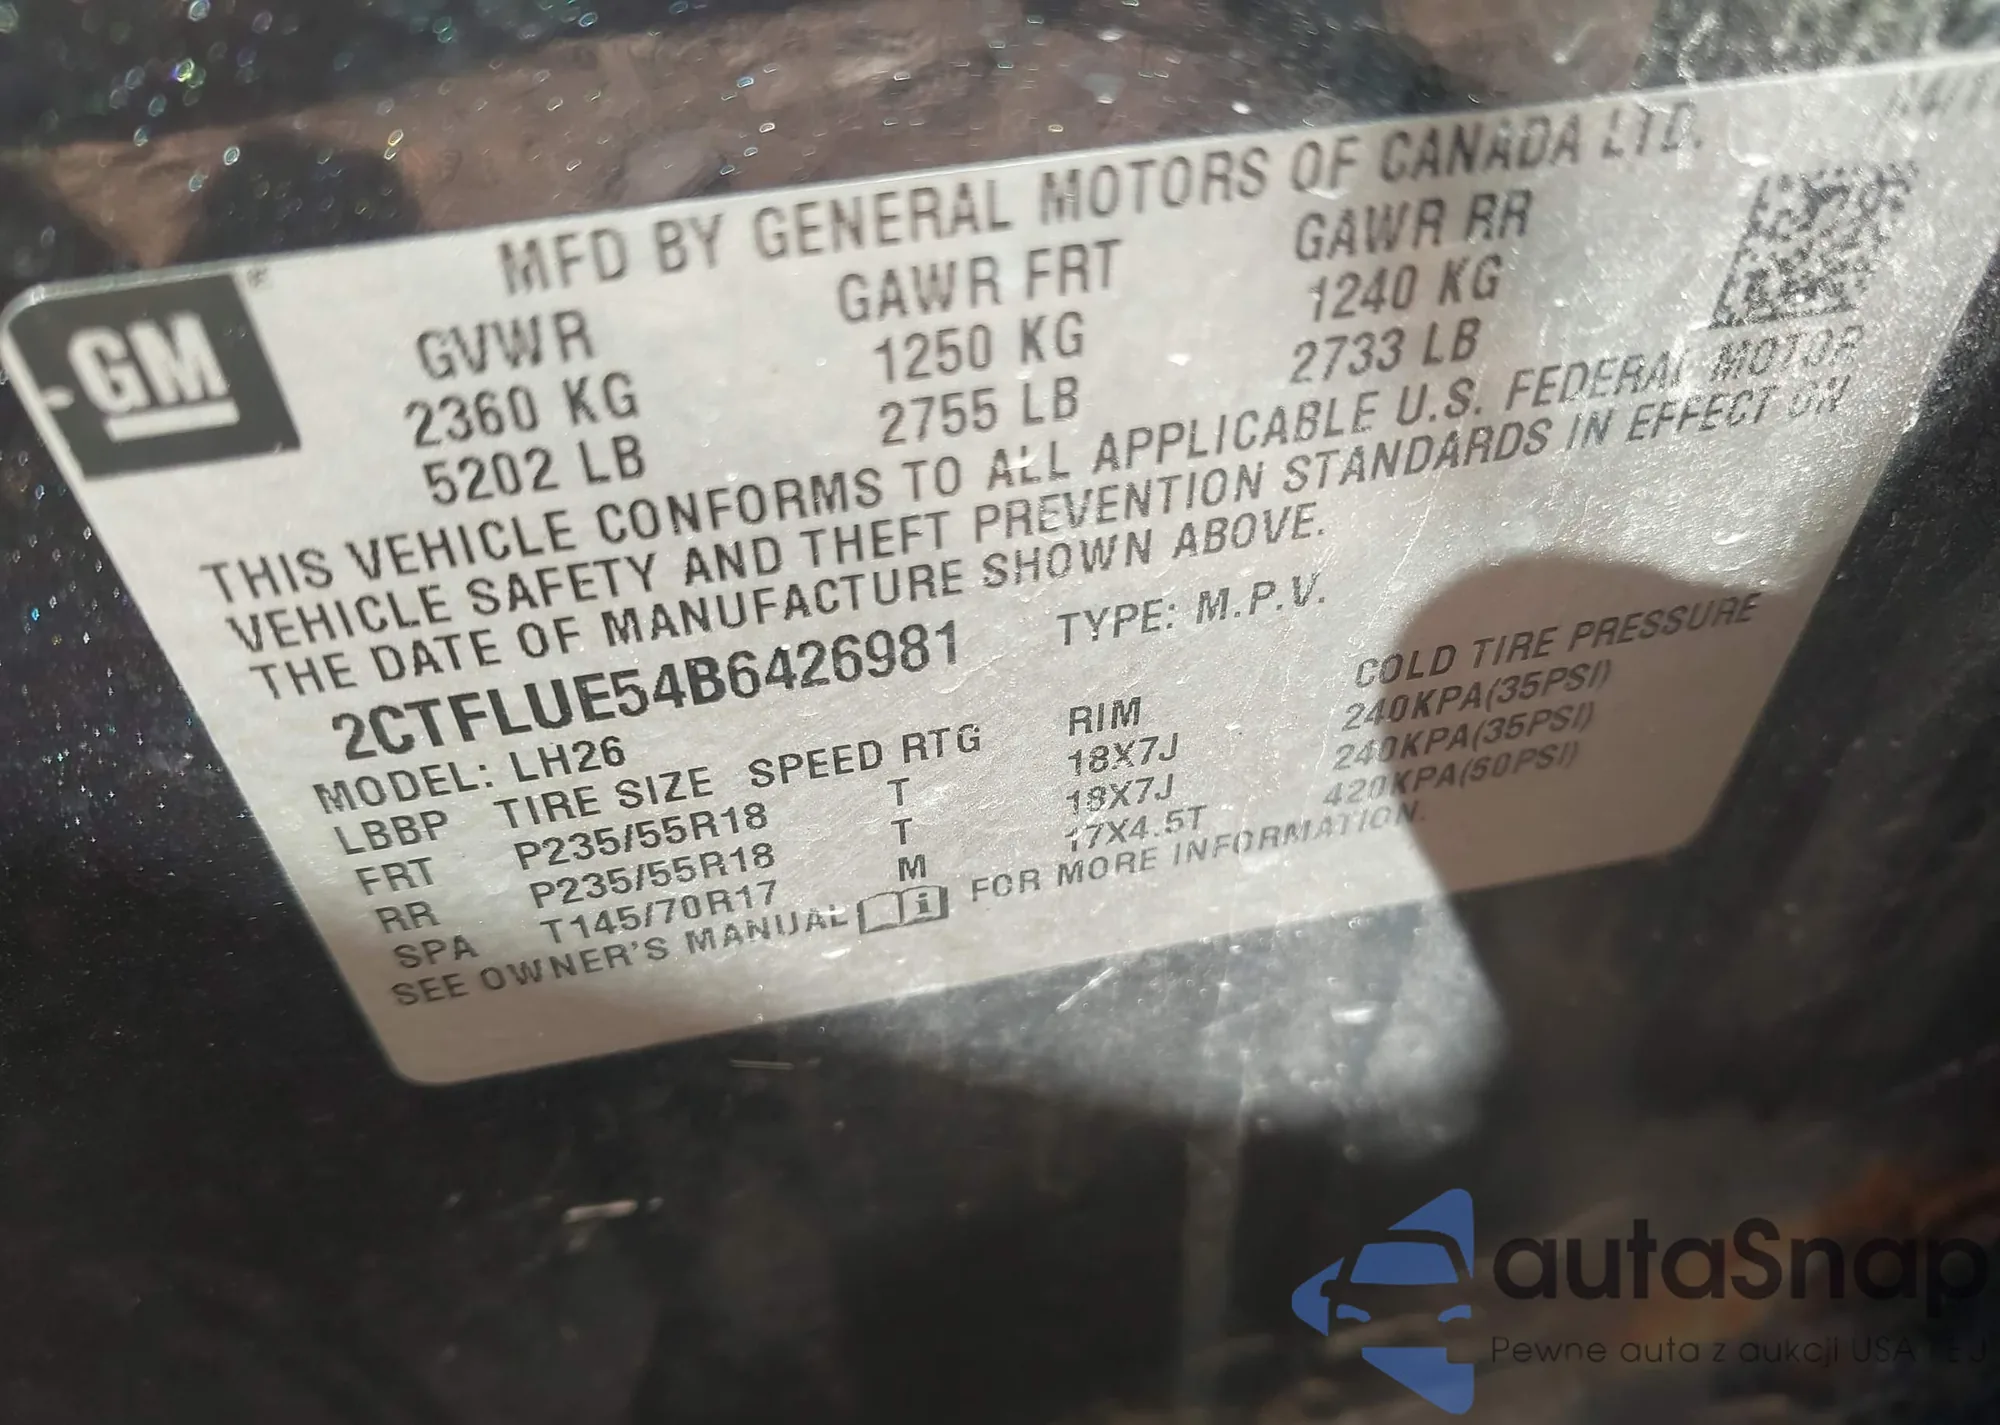 04/1
MFD BY GENERAL MOTORS OF CANADA LTD.
GM
GVWR GAWR FRT GAWR RR
2360 KG 1250 KG 1240 KG
5202 LB 2755 LB 2733 LB
THIS VEHICLE CONFORMS TO ALL APPLICABLE U.S. FEDERAL MOTOR
VEHICLE SAFETY AND THEFT PREVENTION STANDARDS IN EFFECT ON
THE DATE OF MANUFACTURE SHOWN ABOVE.
2CTFLUE54B6426981 TYPE: M.P.V.
MODEL: LH26
LBBP TIRE SIZE SPEED RTG RIM COLD TIRE PRESSURE
FRT P235/55R18 T 18X7J 240KPA(35PSI)
RR P235/55R18 T 18X7J 240KPA(35PSI)
SPA T145/70R17 M 17X4.5T 420KPA(60PSI)
SEE OWNER'S MANUAL FOR MORE INFORMATION.
autaSnap
Pewne auta z aukcji USA